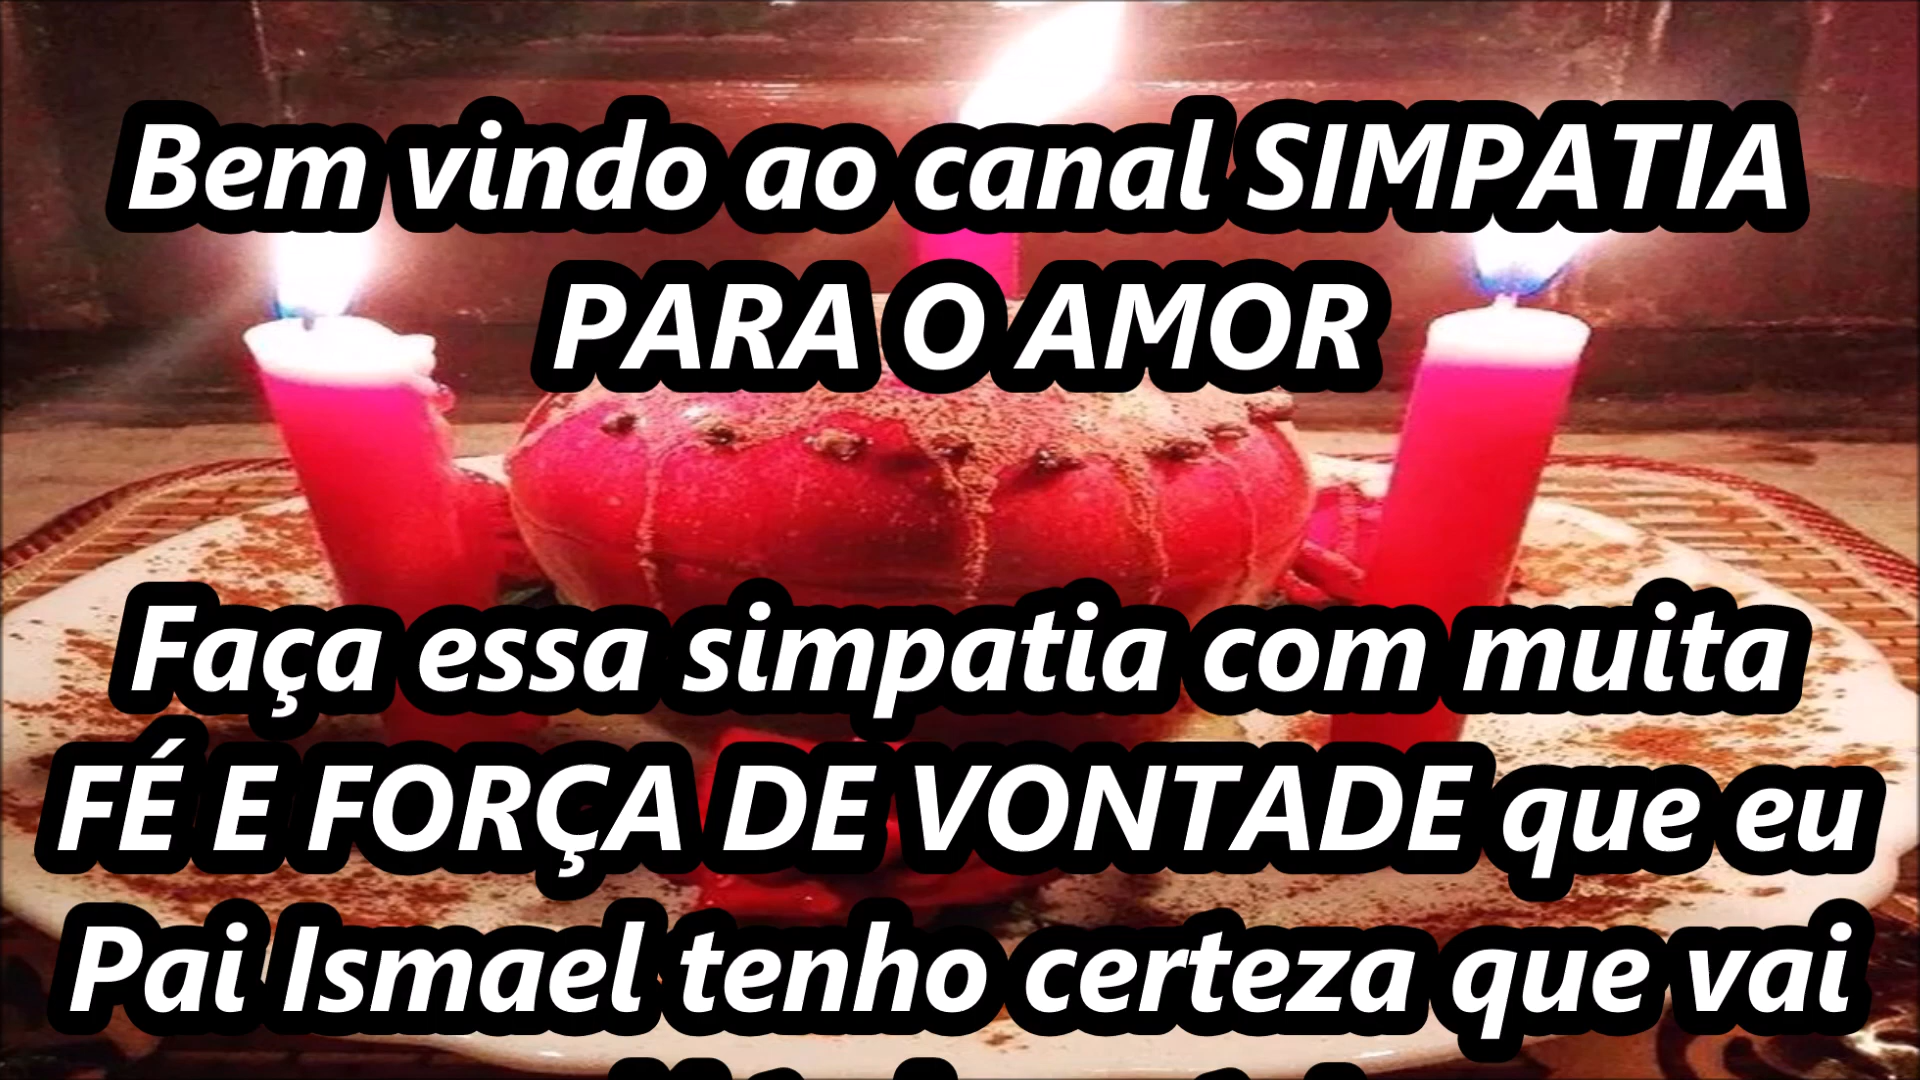 Bem vindo ao canal SIMPATIA
PARA O AMOR
Faça essa simpatia com muita
FÉ E FORÇA DE VONTADE que eu
Pai Ismael tenho certeza que vai